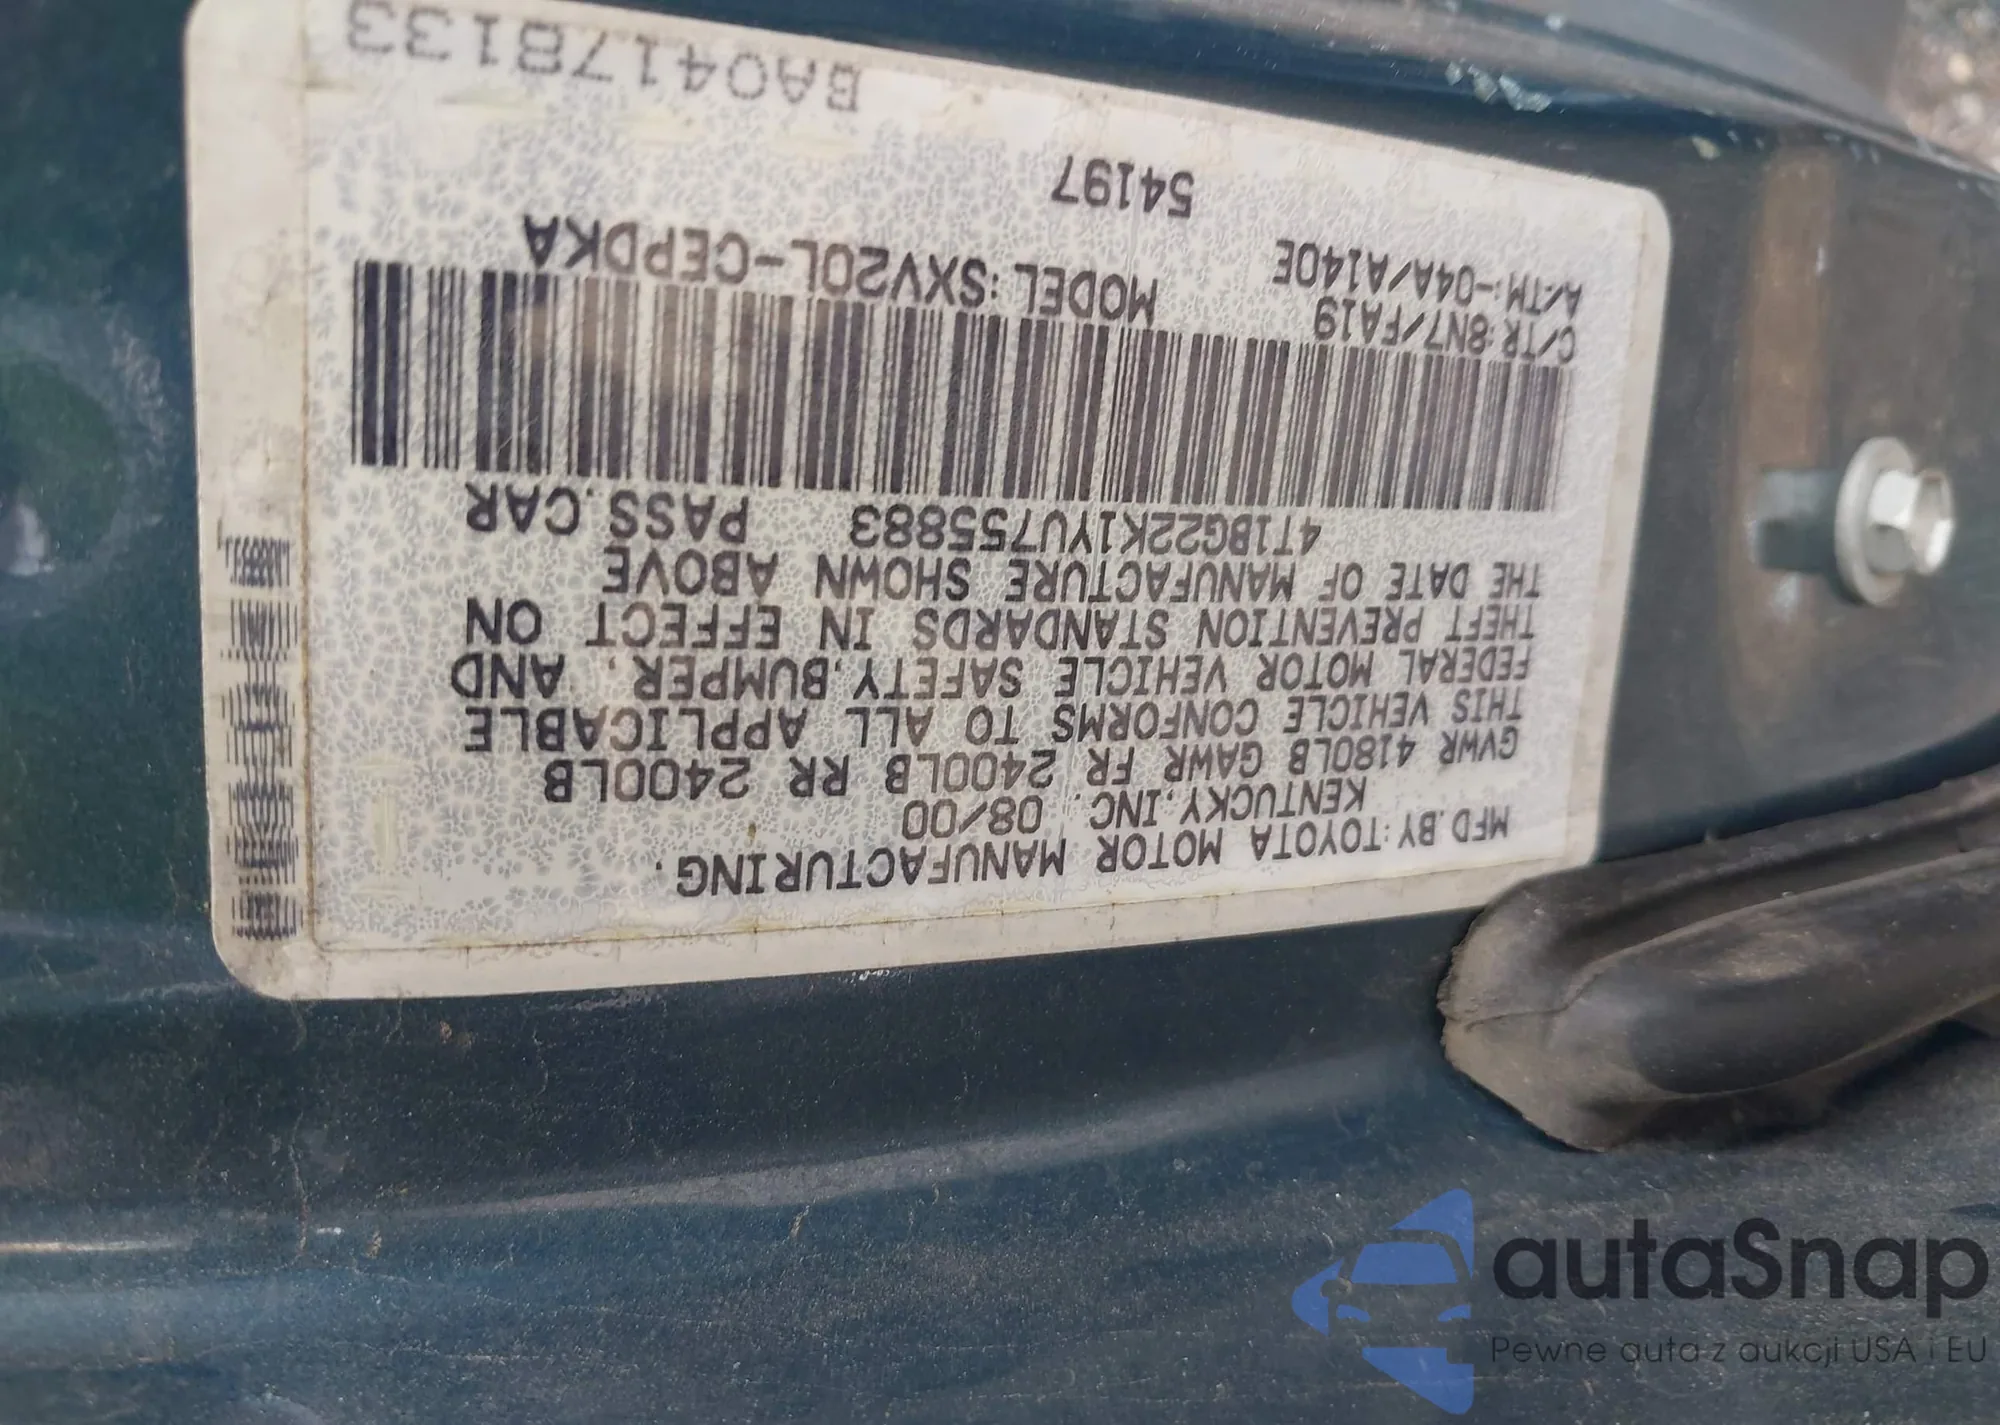 MFD.BY:TOYOTA MOTOR MANUFACTURING.
KENTUCKY,INC. 08/00
GVWR 4180LB GAWR FR 2400LB RR 2400LB
THIS VEHICLE CONFORMS TO ALL APPLICABLE
FEDERAL MOTOR VEHICLE SAFETY,BUMPER. AND
THEFT PREVENTION STANDARDS IN EFFECT ON
THE DATE OF MANUFACTURE SHOWN ABOVE
4T1BG22K1YU755883 PASS.CAR
C/TR:8N7/FA19 MODEL:SXV20L-CEPDKA
A/TM:-04A/A140E
54197
BA04178133
autaSnap
Pewne auta z aukcji USA i EU